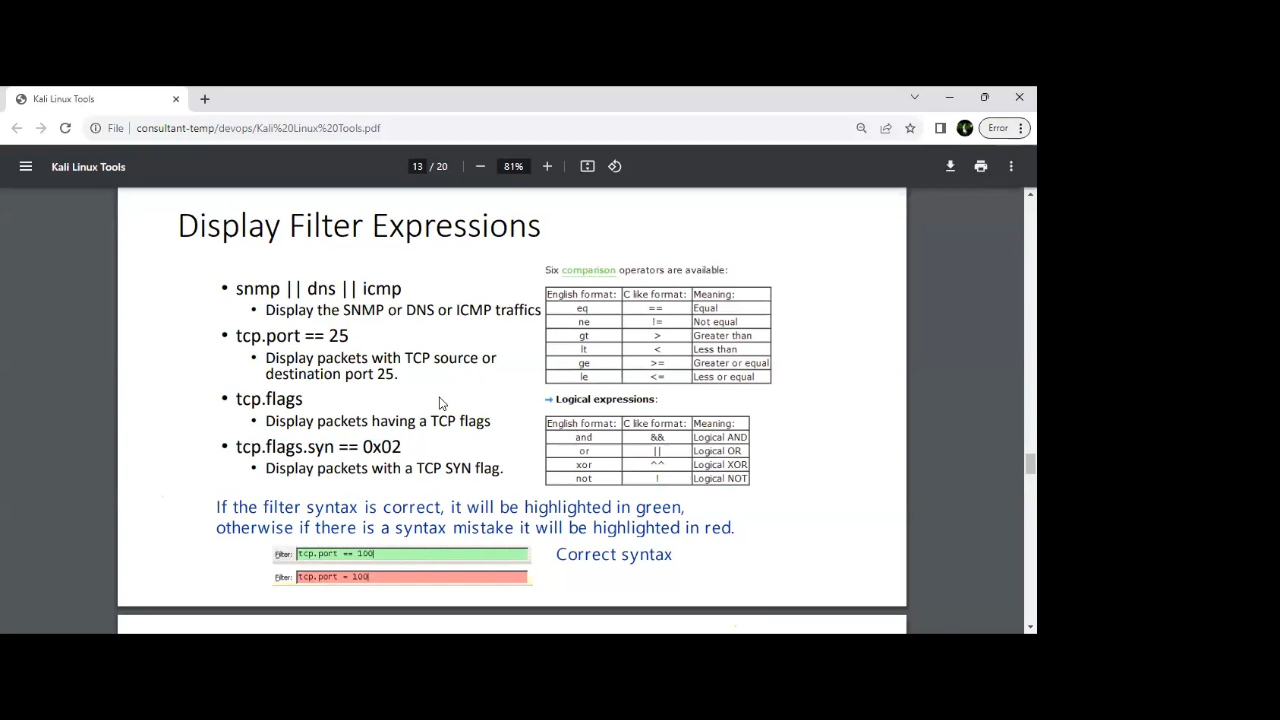 Kali Linux Tools
File consultant-temp/devops/Kali%20Linux%20Tools.pdf
Error
Kali Linux Tools
13 / 20
81%
Display Filter Expressions
• snmp || dns || icmp
• Display the SNMP or DNS or ICMP traffics
• tcp.port == 25
• Display packets with TCP source or
destination port 25.
• tcp.flags
• Display packets having a TCP flags
• tcp.flags.syn == 0x02
• Display packets with a TCP SYN flag.
Six comparison operators are available:
English format: C like format: Meaning:
eq == Equal
ne != Not equal
gt > Greater than
lt < Less than
ge >= Greater or equal
le <= Less or equal
→ Logical expressions:
English format: C like format: Meaning:
and && Logical AND
or || Logical OR
xor ^^ Logical XOR
not ! Logical NOT
If the filter syntax is correct, it will be highlighted in green,
otherwise if there is a syntax mistake it will be highlighted in red.
Filter: tcp.port == 100
Correct syntax
Filter: tcp.port = 100